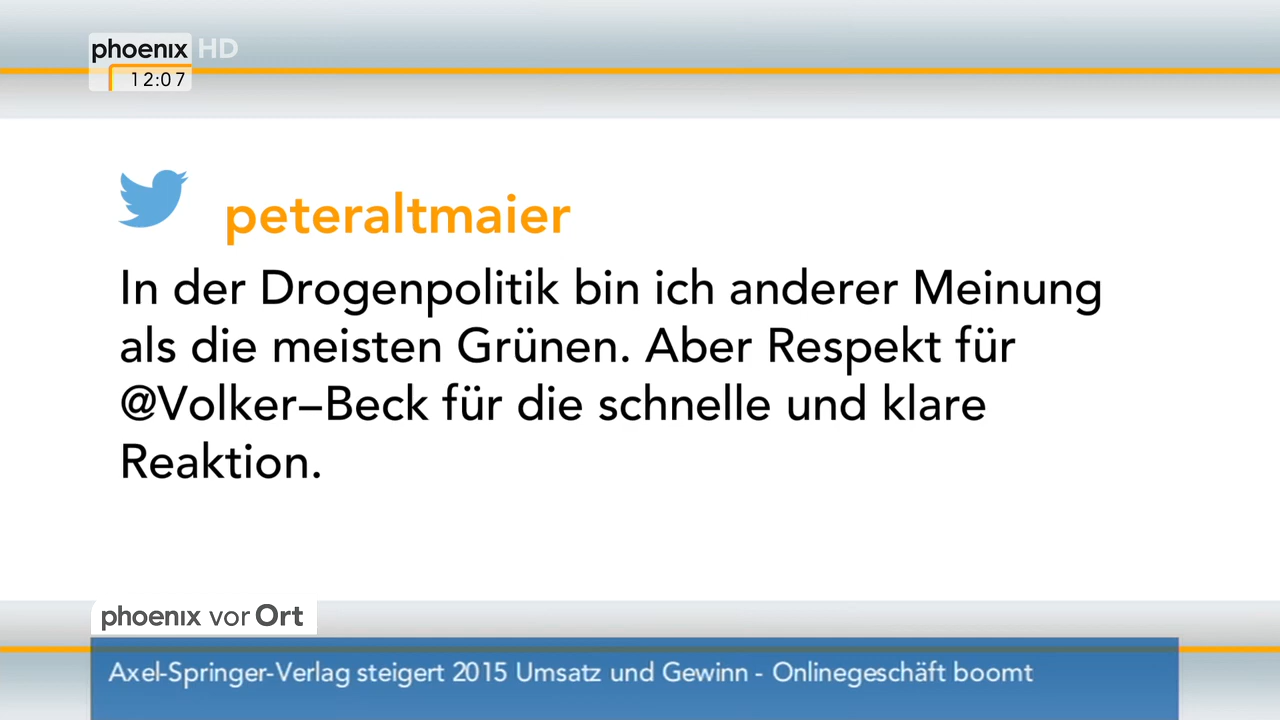 phoenix HD
12:07
peteraltmaier
In der Drogenpolitik bin ich anderer Meinung
als die meisten Grünen. Aber Respekt für
@Volker–Beck für die schnelle und klare
Reaktion.
phoenix vor Ort
Axel-Springer-Verlag steigert 2015 Umsatz und Gewinn - Onlinegeschäft boomt